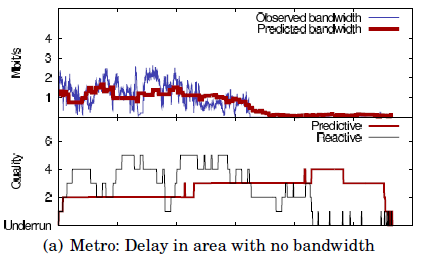 Observed bandwidth
Predicted bandwidth
Mbit/s
4
3
2
1
Predictive
Reactive
Quality
6
4
2
Underrun
(a) Metro: Delay in area with no bandwidth